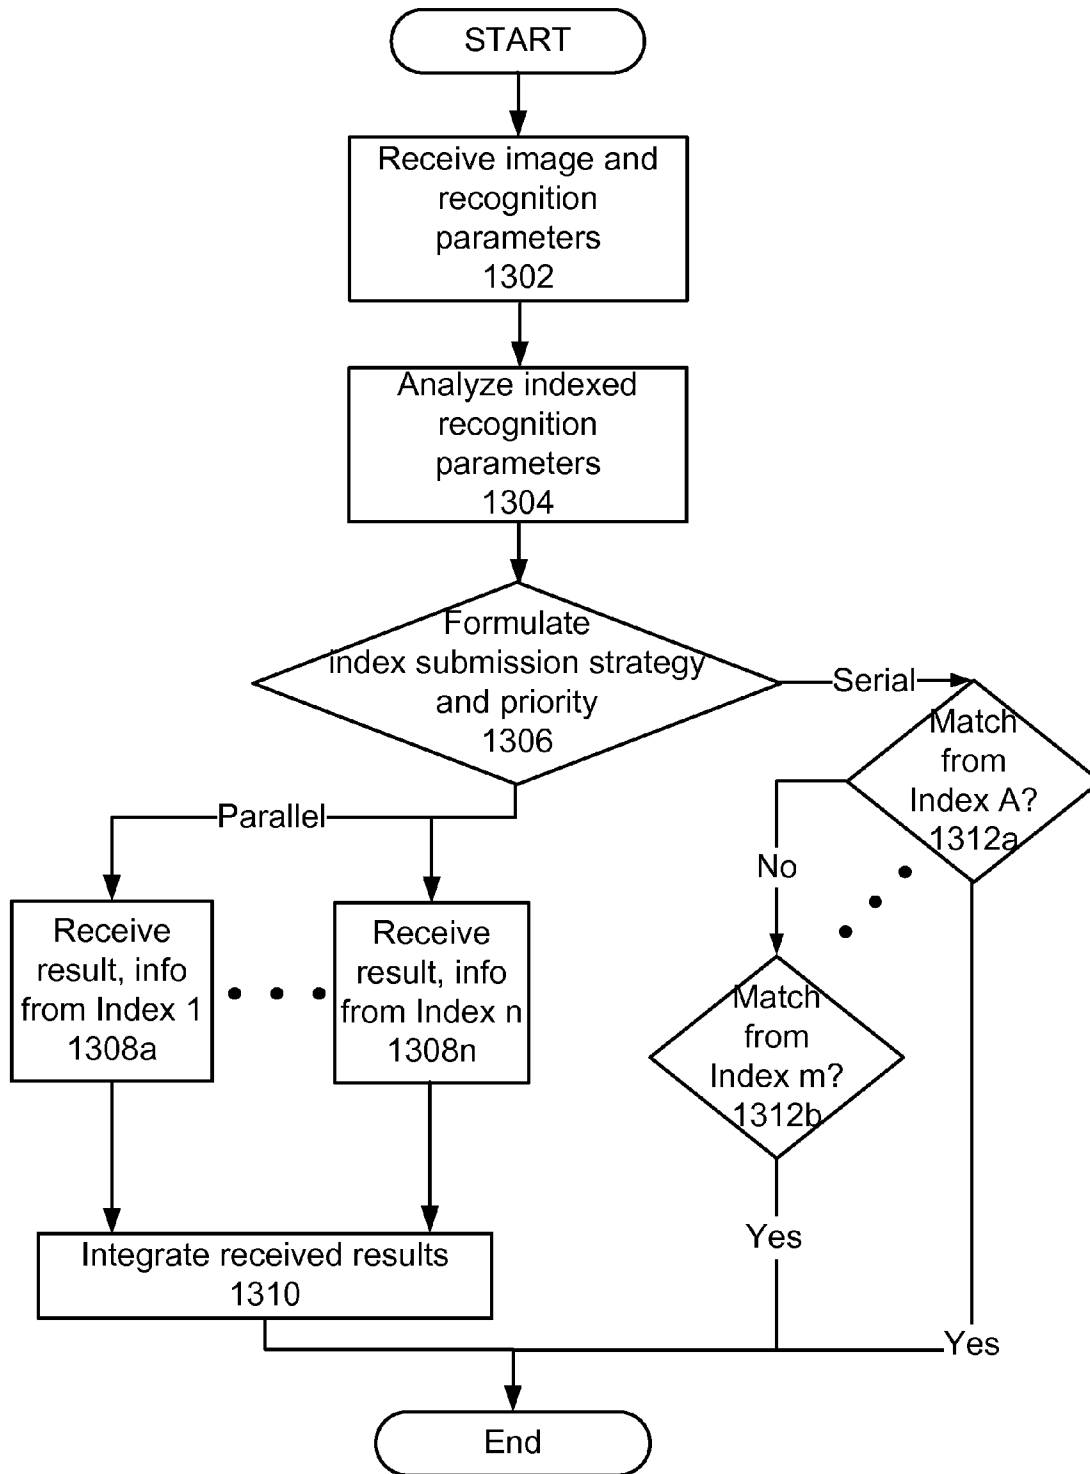 START
Receive image and
recognition
parameters
1302
Analyze indexed
recognition
parameters
1304
Formulate
index submission strategy
and priority
1306
Serial
Match
from
Index A?
1312a
Parallel
No
Receive
result, info
from Index 1
1308a
Receive
result, info
from Index n
1308n
Match
from
Index m?
1312b
Yes
Integrate received results
1310
Yes
End